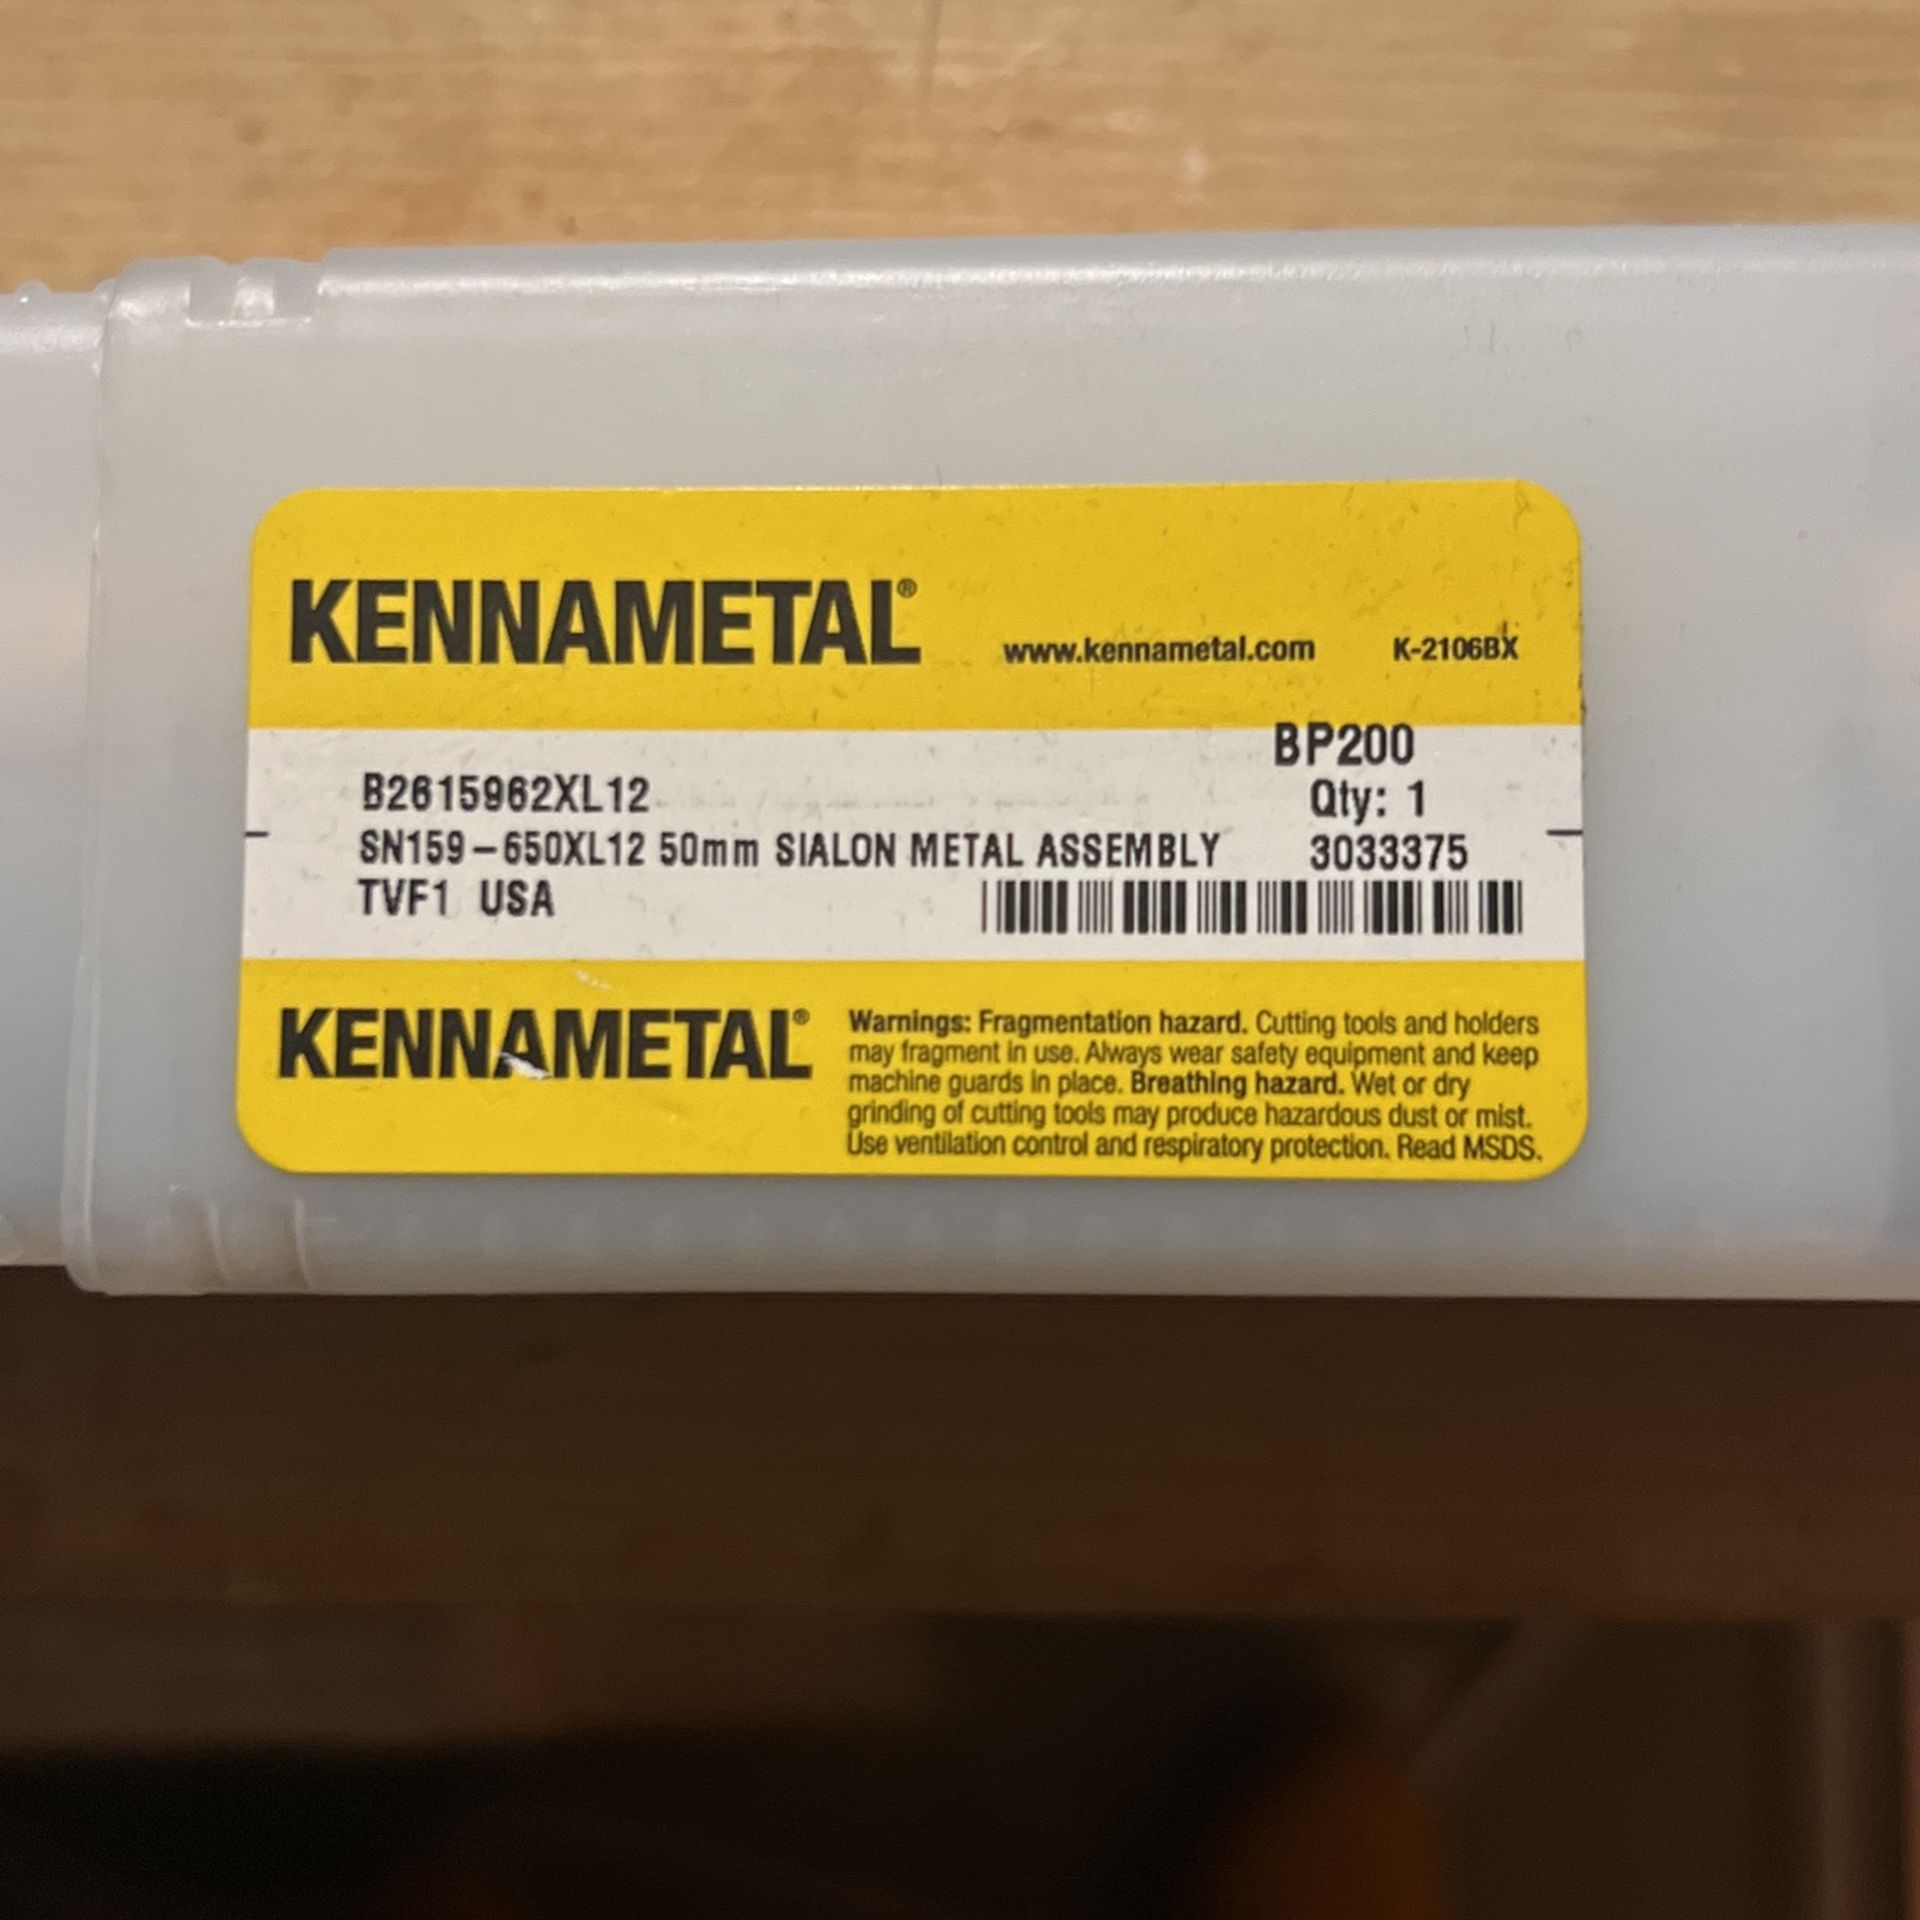 KENNAMETAL®
www.kennametal.com K-2106BX
BP200
B2615962XL12 Qty: 1
SN159-650XL12 50mm SIALON METAL ASSEMBLY 3033375
TVF1 USA
KENNAMETAL®
Warnings: Fragmentation hazard. Cutting tools and holders
may fragment in use. Always wear safety equipment and keep
machine guards in place. Breathing hazard. Wet or dry
grinding of cutting tools may produce hazardous dust or mist.
Use ventilation control and respiratory protection. Read MSDS.